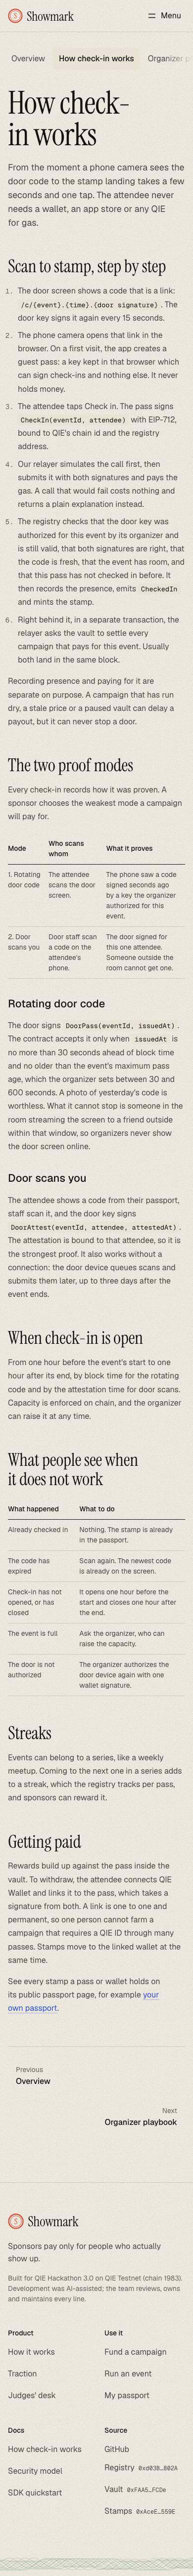 Showmark
Menu
Overview
How check-in works
Organizer p
How check-
in works
From the moment a phone camera sees the
door code to the stamp landing takes a few
seconds and one tap. The attendee never
needs a wallet, an app store or any QIE
for gas.
Scan to stamp, step by step
1. The door screen shows a code that is a link:
/c/{event}.{time}.{door signature}. The
door key signs it again every 15 seconds.
2. The phone camera opens that link in the
browser. On a first visit, the app creates a
guest pass: a key kept in that browser which
can sign check-ins and nothing else. It never
holds money.
3. The attendee taps Check in. The pass signs
CheckIn(eventId, attendee) with EIP-712,
bound to QIE's chain id and the registry
address.
4. Our relayer simulates the call first, then
submits it with both signatures and pays the
gas. A call that would fail costs nothing and
returns a plain explanation instead.
5. The registry checks that the door key was
authorized for this event by its organizer and
is still valid, that both signatures are right, that
the code is fresh, that the event has room, and
that this pass has not checked in before. It
then records the presence, emits CheckedIn
and mints the stamp.
6. Right behind it, in a separate transaction, the
relayer asks the vault to settle every
campaign that pays for this event. Usually
both land in the same block.
Recording presence and paying for it are
separate on purpose. A campaign that has run
dry, a stale price or a paused vault can delay a
payout, but it can never stop a door.
The two proof modes
Every check-in records how it was proven. A
sponsor chooses the weakest mode a campaign
will pay for.
Mode
Who scans
whom
What it proves
1. Rotating
door code
The attendee
scans the door
screen.
The phone saw a code
signed seconds ago
by a key the organizer
authorized for this
event.
2. Door
scans you
Door staff scan
a code on the
attendee's
phone.
The door signed for
this one attendee.
Someone outside the
room cannot get one.
Rotating door code
The door signs DoorPass(eventId, issuedAt).
The contract accepts it only when issuedAt is
no more than 30 seconds ahead of block time
and no older than the event's maximum pass
age, which the organizer sets between 30 and
600 seconds. A photo of yesterday's code is
worthless. What it cannot stop is someone in the
room streaming the screen to a friend outside
within that window, so organizers never show
the door screen online.
Door scans you
The attendee shows a code from their passport,
staff scan it, and the door key signs
DoorAttest(eventId, attendee, attestedAt).
The attestation is bound to that attendee, so it is
the strongest proof. It also works without a
connection: the door device queues scans and
submits them later, up to three days after the
event ends.
When check-in is open
From one hour before the event's start to one
hour after its end, by block time for the rotating
code and by the attestation time for door scans.
Capacity is enforced on chain, and the organizer
can raise it at any time.
What people see when
it does not work
What happened
What to do
Already checked in
Nothing. The stamp is already
in the passport.
The code has
expired
Scan again. The newest code
is already on the screen.
Check-in has not
opened, or has
closed
It opens one hour before the
start and closes one hour after
the end.
The event is full
Ask the organizer, who can
raise the capacity.
The door is not
authorized
The organizer authorizes the
door device again with one
wallet signature.
Streaks
Events can belong to a series, like a weekly
meetup. Coming to the next one in a series adds
to a streak, which the registry tracks per pass,
and sponsors can reward it.
Getting paid
Rewards build up against the pass inside the
vault. To withdraw, the attendee connects QIE
Wallet and links it to the pass, which takes a
signature from both. A link is one to one and
permanent, so one person cannot farm a
campaign that requires a QIE ID through many
passes. Stamps move to the linked wallet at the
same time.
See every stamp a pass or wallet holds on
its public passport page, for example your
own passport.
Previous
Overview
Next
Organizer playbook
Showmark
Sponsors pay only for people who actually
show up.
Built for QIE Hackathon 3.0 on QIE Testnet (chain 1983).
Development was AI-assisted; the team reviews, owns
and maintains every line.
Product
Use it
How it works
Fund a campaign
Traction
Run an event
Judges' desk
My passport
Docs
Source
How check-in works
GitHub
Security model
Registry 0xd03B…802A
SDK quickstart
Vault 0xFAA5…FCDe
Stamps 0xAceE…559E